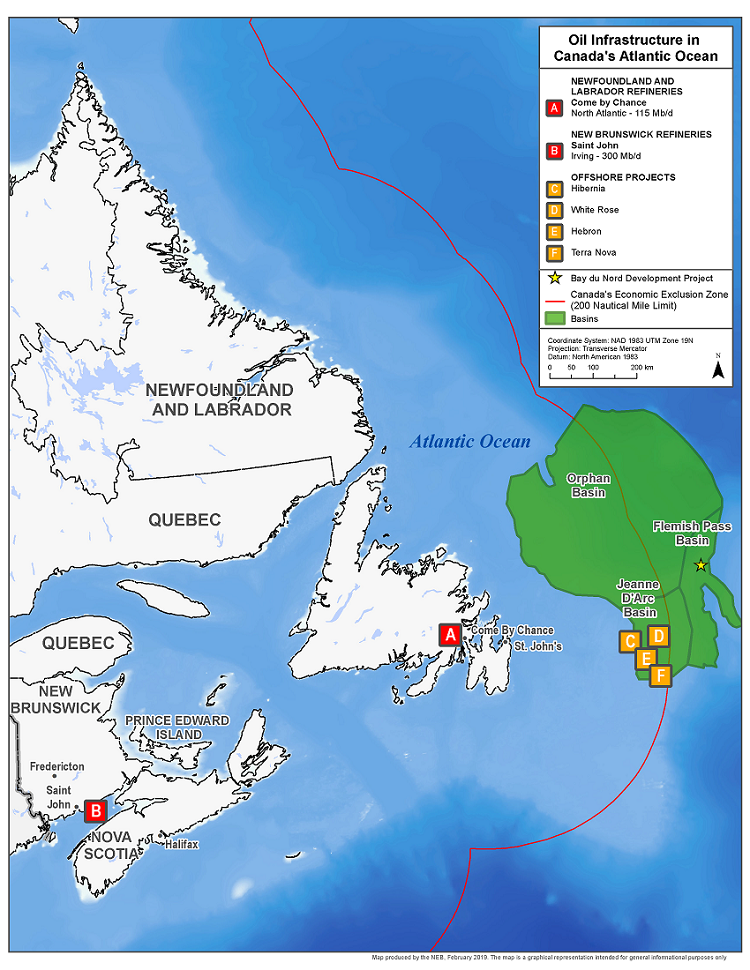 Oil Infrastructure in
Canada's Atlantic Ocean
NEWFOUNDLAND AND
LABRADOR REFINERIES
A Come by Chance
North Atlantic - 115 Mb/d
NEW BRUNSWICK REFINERIES
B Saint John
Irving - 300 Mb/d
OFFSHORE PROJECTS
C Hibernia
D White Rose
E Hebron
F Terra Nova
Bay du Nord Development Project
Canada's Economic Exclusion Zone
(200 Nautical Mile Limit)
Basins
Coordinate System: NAD 1983 UTM Zone 19N
Projection: Transverse Mercator
Datum: North American 1983
0 50 100 200 km
N
NEWFOUNDLAND
AND LABRADOR
Atlantic Ocean
Orphan
Basin
QUEBEC
Flemish Pass
Basin
Jeanne
D'Arc
Basin
A Come By Chance
St. John's
C
D
E
F
QUEBEC
NEW
BRUNSWICK
PRINCE EDWARD
ISLAND
Fredericton
Saint
John
B
NOVA
SCOTIA
Halifax
Map produced by the NEB, February 2019. The map is a graphical representation intended for general informational purposes only